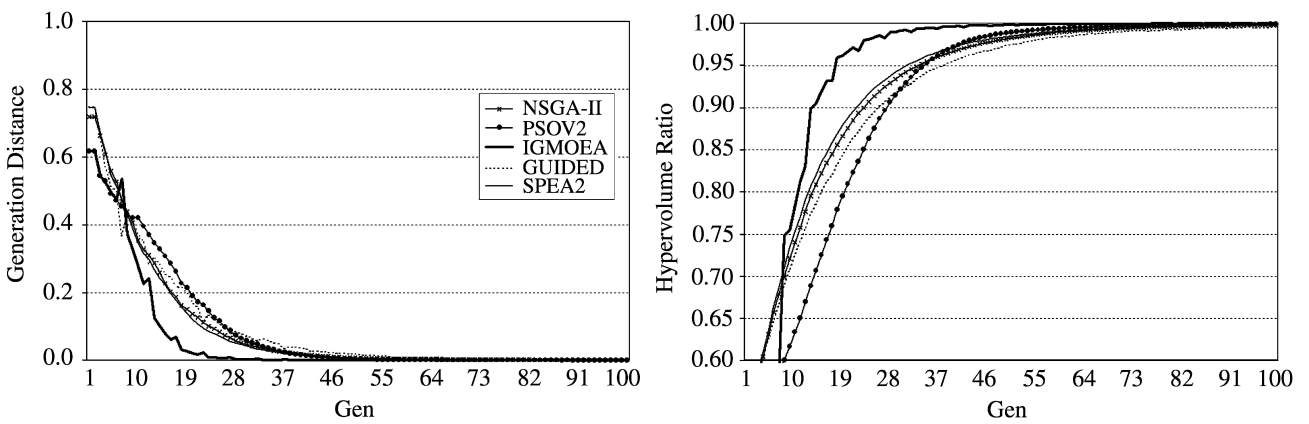 1.0
0.8
0.6
0.4
0.2
0.0
Generation Distance
NSGA-II
PSOV2
IGMOEA
GUIDED
SPEA2
1 10 19 28 37 46 55 64 73 82 91 100
Gen
1.00
0.95
0.90
0.85
0.80
0.75
0.70
0.65
0.60
Hypervolume Ratio
1 10 19 28 37 46 55 64 73 82 91 100
Gen